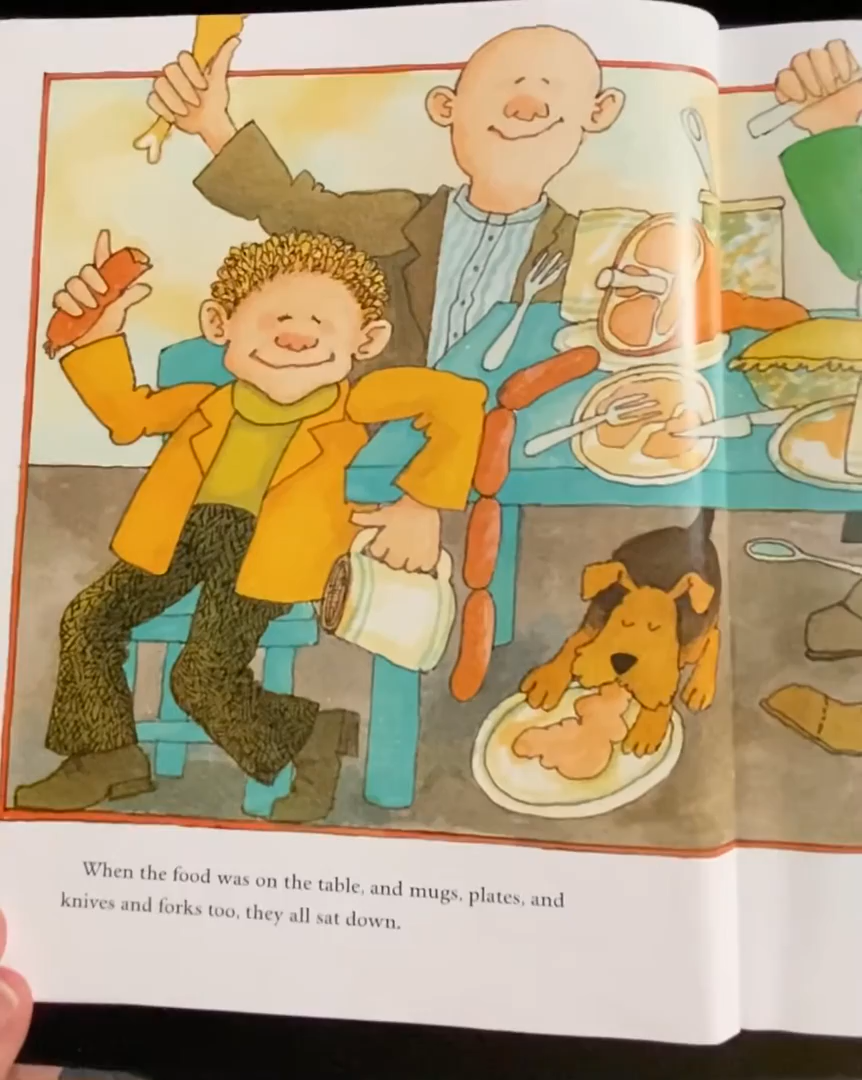 When the food was on the table, and mugs, plates, and
knives and forks too, they all sat down.